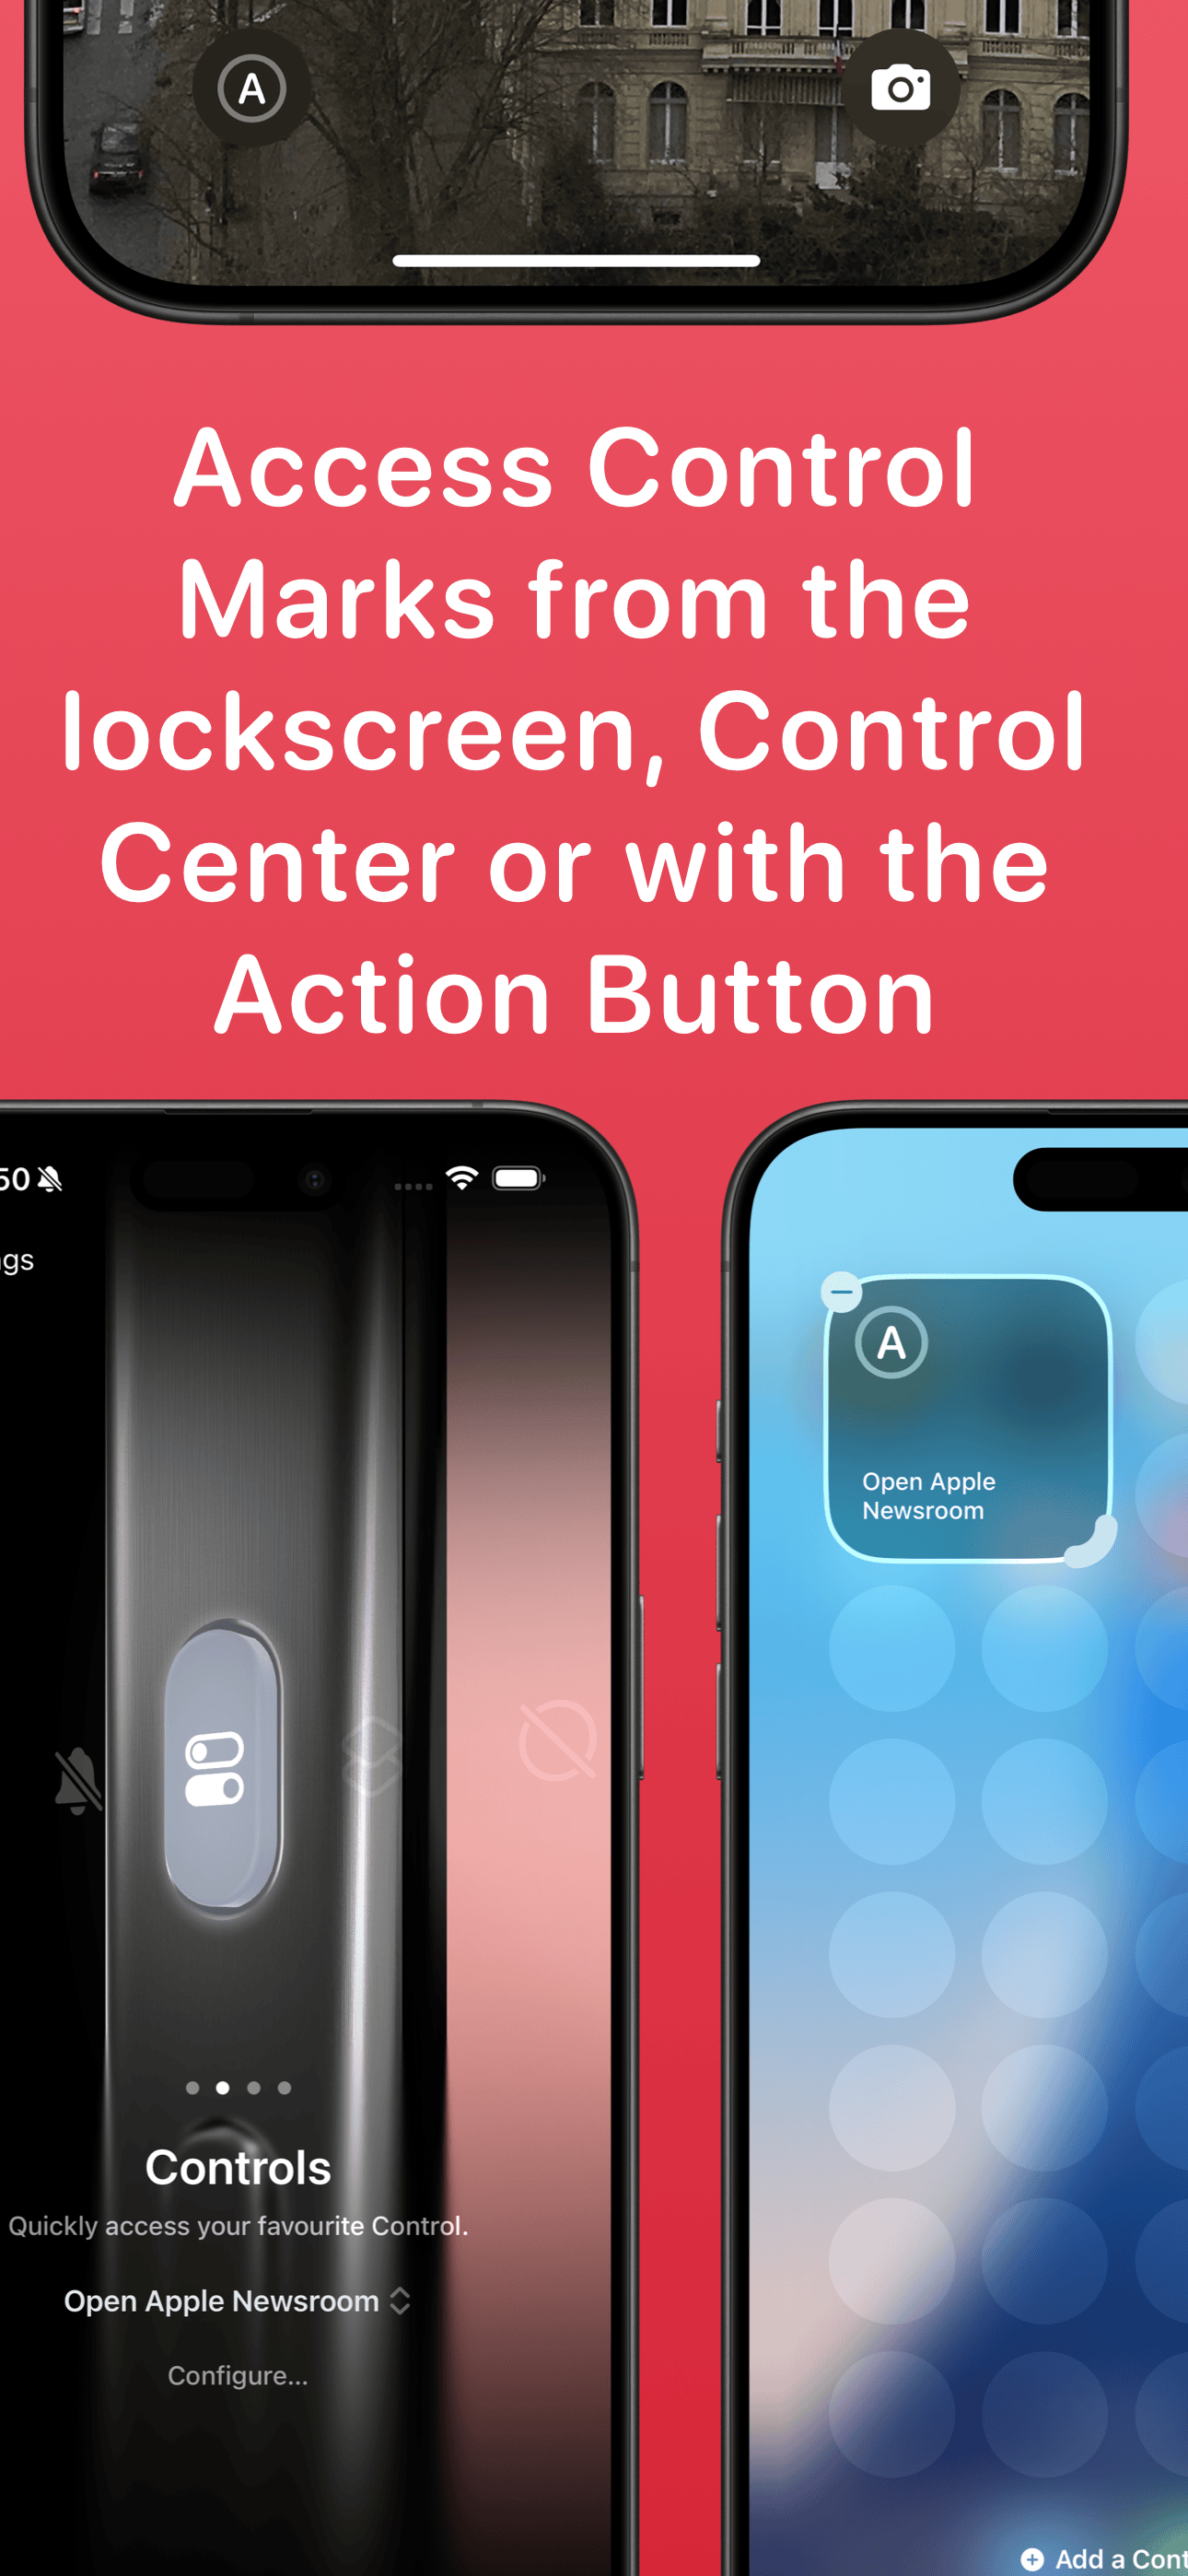 A
Access Control
Marks from the
lockscreen, Control
Center or with the
Action Button
50
gs
A
Open Apple
Newsroom
Controls
Quickly access your favourite Control.
Open Apple Newsroom
Configure...
Add a Cont